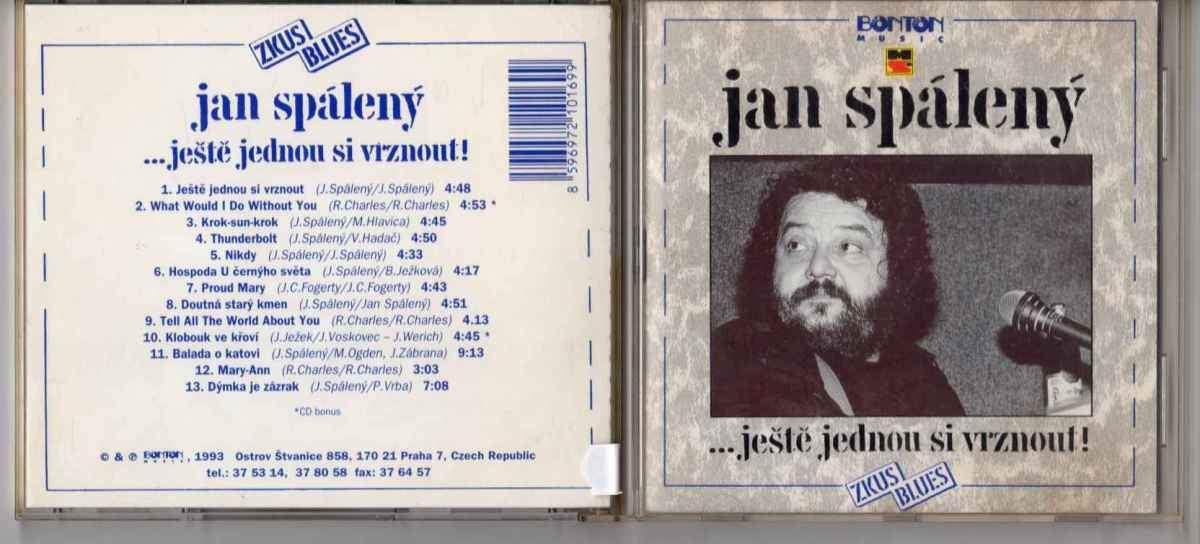 ZKUS
BLUES
jan spálený
...ještě jednou si vrznout!
1. Ještě jednou si vrznout (J.Spálený/J.Spálený) 4:48
2. What Would I Do Without You (R.Charles/R.Charles) 4:53 *
3. Krok-sun-krok (J.Spálený/M.Hlavica) 4:45
4. Thunderbolt (J.Spálený/V.Hadač) 4:50
5. Nikdy (J.Spálený/J.Spálený) 4:33
6. Hospoda U černýho světa (J.Spálený/B.Ježková) 4:17
7. Proud Mary (J.C.Fogerty/J.C.Fogerty) 4:43
8. Doutná starý kmen (J.Spálený/Jan Spálený) 4:51
9. Tell All The World About You (R.Charles/R.Charles) 4.13
10. Klobouk ve křoví (J.Ježek/J.Voskovec – J.Werich) 4:45 *
11. Balada o katovi (J.Spálený/M.Ogden, J.Zábrana) 9:13
12. Mary-Ann (R.Charles/R.Charles) 3:03
13. Dýmka je zázrak (J.Spálený/P.Vrba) 7:08
*CD bonus
© & ℗ BONTON MUSIC, 1993 Ostrov Štvanice 858, 170 21 Praha 7, Czech Republic
tel.: 37 53 14, 37 80 58 fax: 37 64 57
8 596972 101699
BONTON
MUSIC
jan spálený
...ještě jednou si vrznout!
ZKUS
BLUES